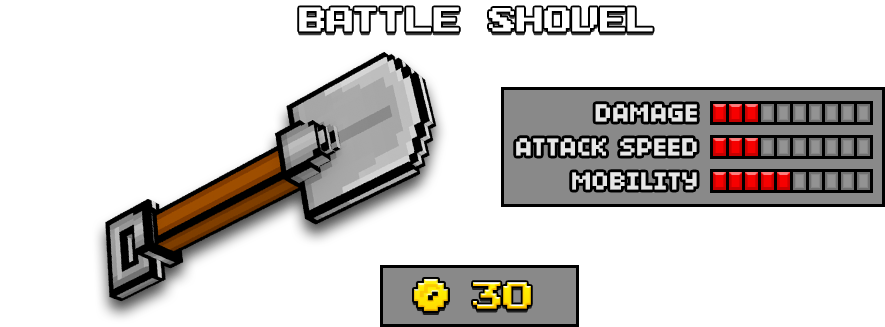 BATTLE SHOVEL
DAMAGE
ATTACK SPEED
MOBILITY
30